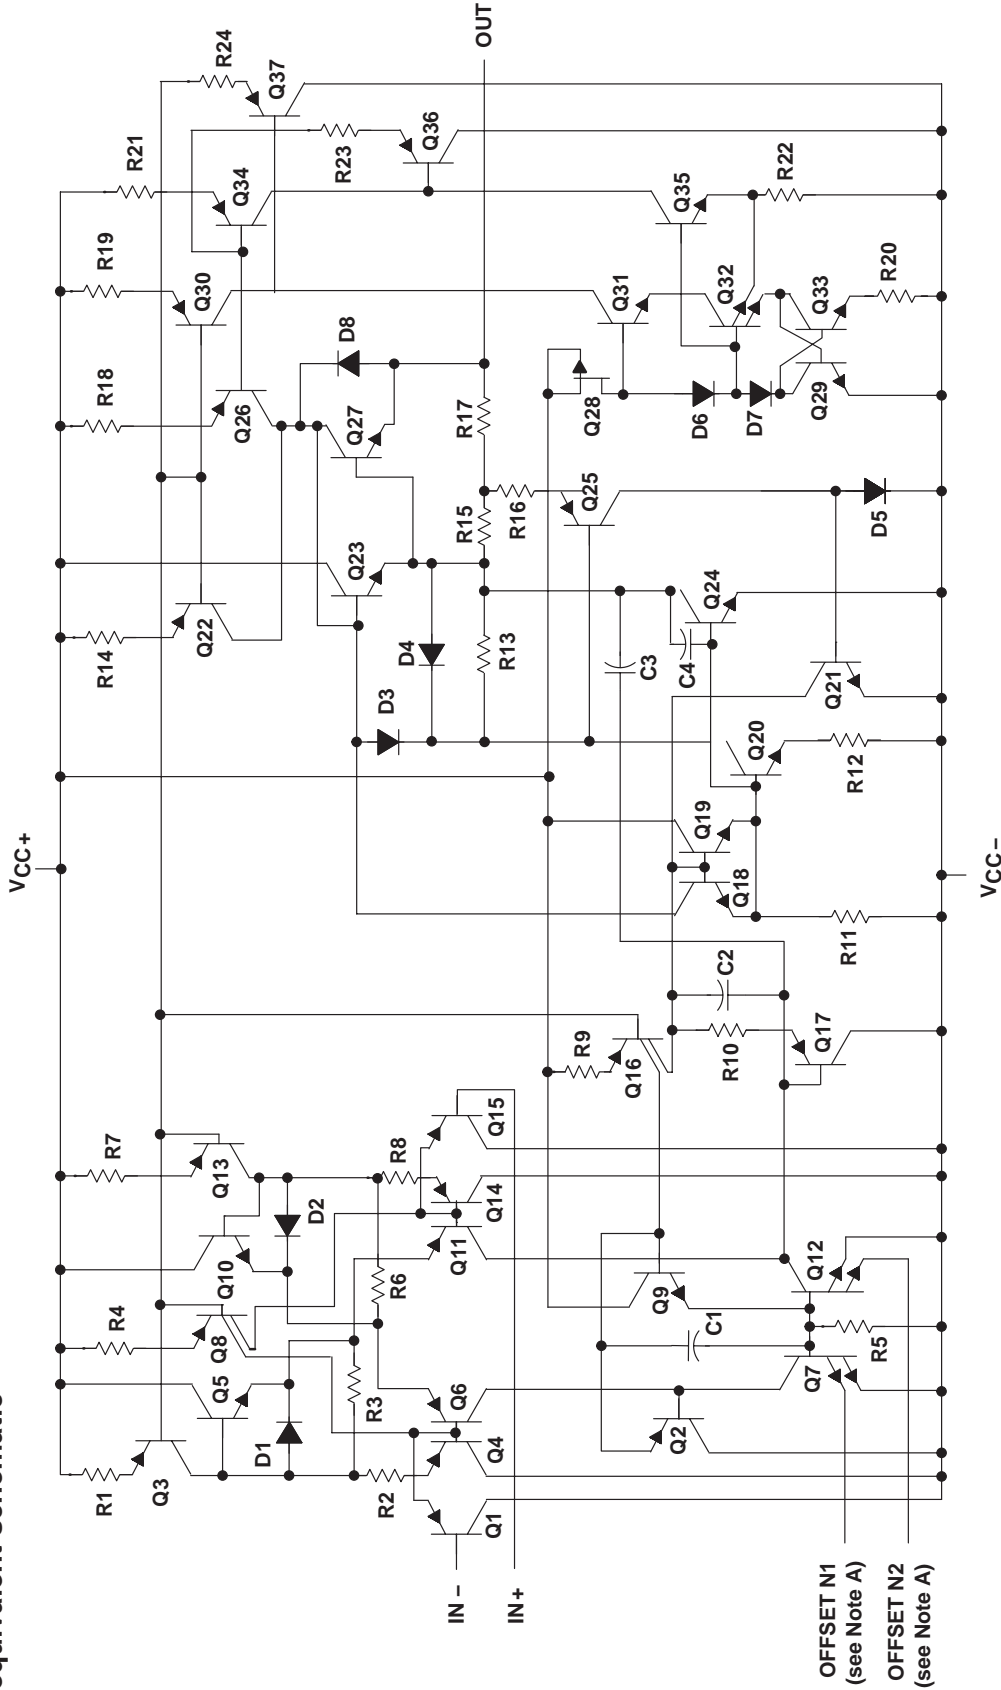 equivalent schematic
VCC+
R1
R4
R7
R14
R18
R19
R21
R24
Q3
Q5
Q8
Q10
Q13
Q22
Q26
Q30
Q34
Q37
D1
D2
D3
D4
Q23
Q27
D8
R23
Q36
R2
R3
R6
R8
R13
R15
R17
OUT
Q1
Q4
Q6
Q11
Q14
Q15
R16
IN −
IN+
R9
Q16
Q25
Q28
Q31
Q35
Q2
Q9
C1
C3
C4
Q24
D6
D7
Q32
R22
R10
C2
Q18
Q19
Q20
Q7
R5
Q12
Q17
R11
R12
Q21
D5
Q29
Q33
R20
OFFSET N1
(see Note A)
OFFSET N2
(see Note A)
VCC−